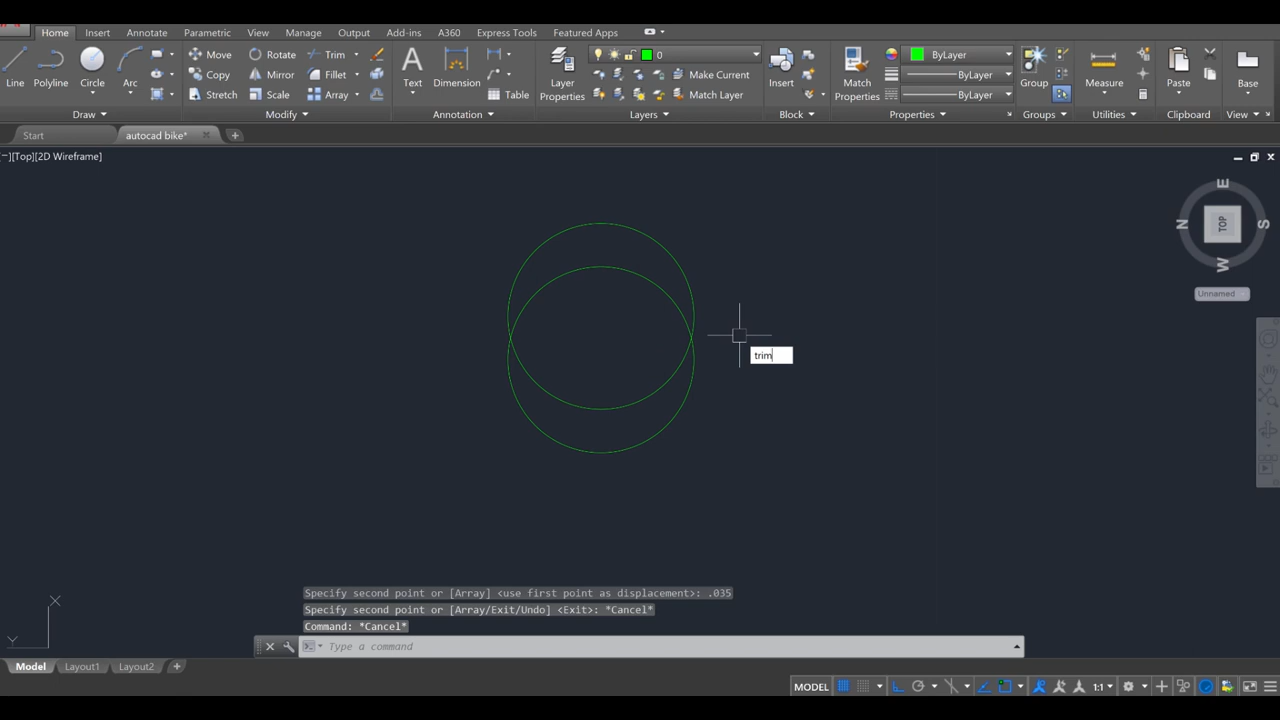 Home Insert Annotate Parametric View Manage Output Add-ins A360 Express Tools Featured Apps
Move Rotate Trim
Line Polyline Circle Arc Copy Mirror Fillet Text Dimension Layer Properties Make Current Insert Match Properties Group Measure Paste Base
Stretch Scale Array Table Match Layer
0
ByLayer
ByLayer
ByLayer
Draw Modify Annotation Layers Block Properties Groups Utilities Clipboard View
Start autocad bike*
[−][Top][2D Wireframe]
E
N TOP S
W
Unnamed
trim
Specify second point or [Array] <use first point as displacement>: .035
Specify second point or [Array/Exit/Undo] <Exit>: *Cancel*
Command: *Cancel*
Type a command
X
Y
Model Layout1 Layout2
MODEL 1:1